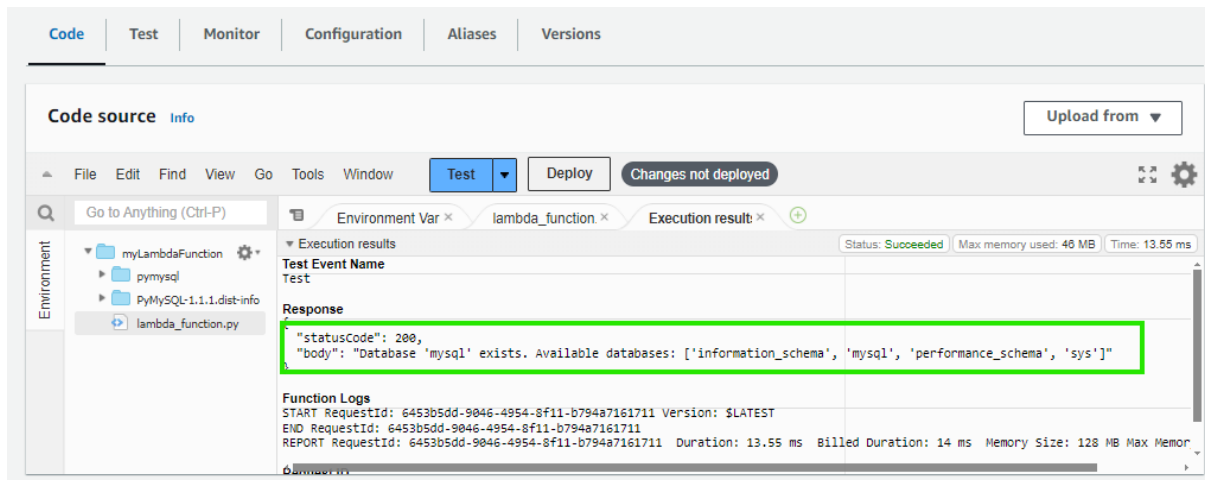 Code Test Monitor Configuration Aliases Versions
Code source Info
Upload from
File Edit Find View Go Tools Window Test Deploy Changes not deployed
Go to Anything (Ctrl-P)
Environment Var × lambda_function. × Execution result: ×
Environment
myLambdaFunction
pymysql
PyMySQL-1.1.1.dist-info
lambda_function.py
Execution results
Status: Succeeded Max memory used: 46 MB Time: 13.55 ms
Test Event Name
Test
Response
{
"statusCode": 200,
"body": "Database 'mysql' exists. Available databases: ['information_schema', 'mysql', 'performance_schema', 'sys']"
}
Function Logs
START RequestId: 6453b5dd-9046-4954-8f11-b794a7161711 Version: $LATEST
END RequestId: 6453b5dd-9046-4954-8f11-b794a7161711
REPORT RequestId: 6453b5dd-9046-4954-8f11-b794a7161711 Duration: 13.55 ms Billed Duration: 14 ms Memory Size: 128 MB Max Memor